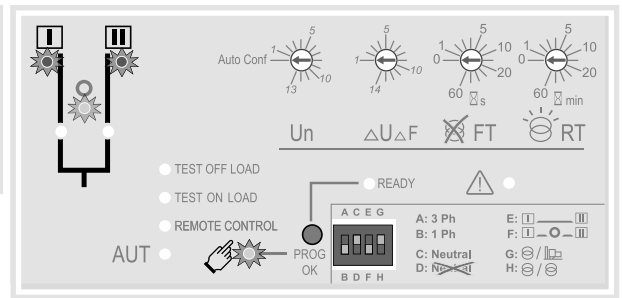 I II
5 5 5 5
Auto Conf 1 1 1 10 1 10
10 10 0 20 0 20
13 14 60 s 60 min
Un △U△F FT RT
TEST OFF LOAD
TEST ON LOAD
REMOTE CONTROL
AUT
READY
PROG
OK
A C E G
B D F H
A: 3 Ph
B: 1 Ph
C: Neutral
D: Neutral
E: I II
F: I O II
G: /
H: /